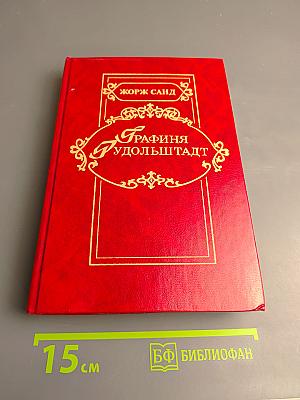 ЖОРЖ САНД
ГРАФИНЯ
РУДОЛЬШТАДТ
15 см
БФ БИБЛИОФАН